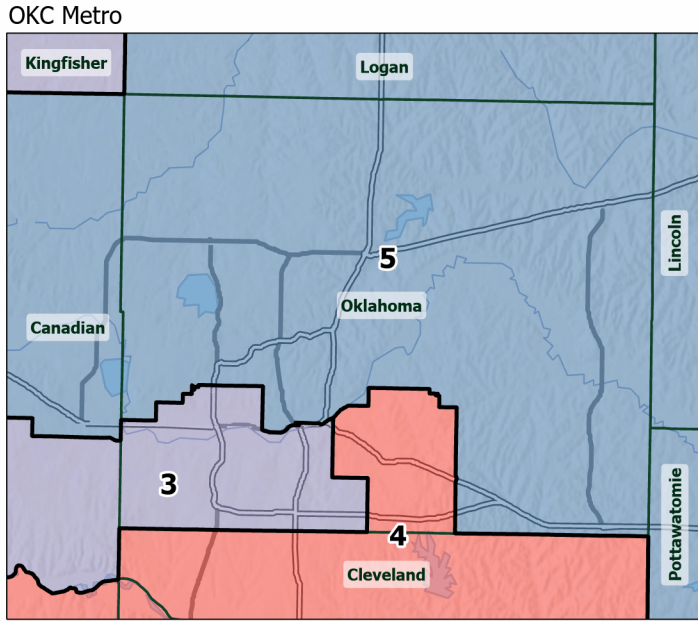 OKC Metro
Kingfisher
Logan
Lincoln
5
Oklahoma
Canadian
3
4
Pottawatomie
Cleveland